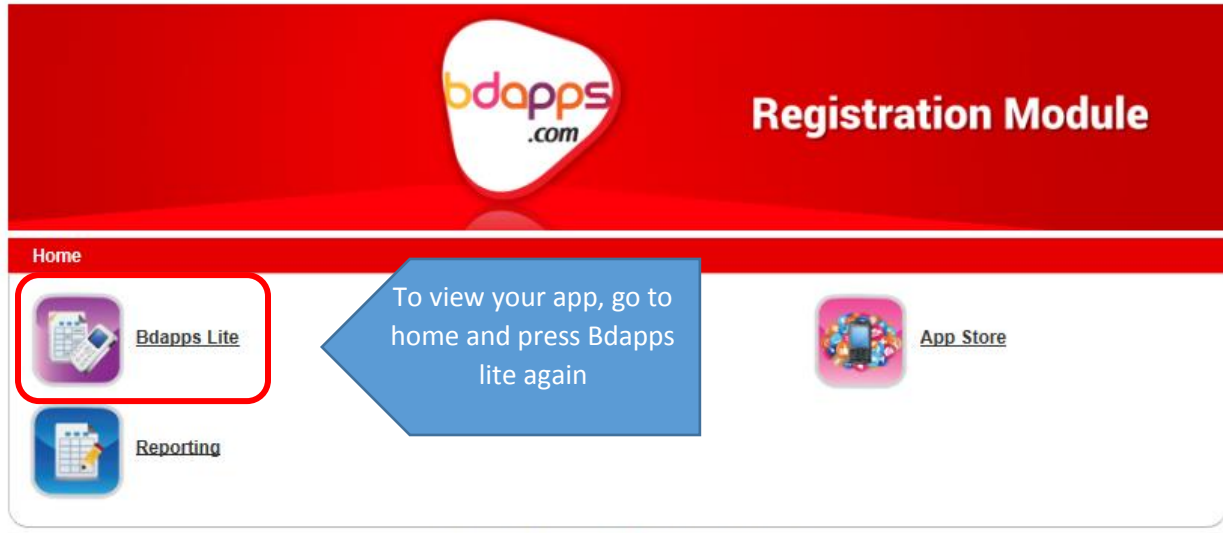 bdapps
.com
Registration Module
Home
Bdapps Lite
To view your app, go to
home and press Bdapps
lite again
App Store
Reporting